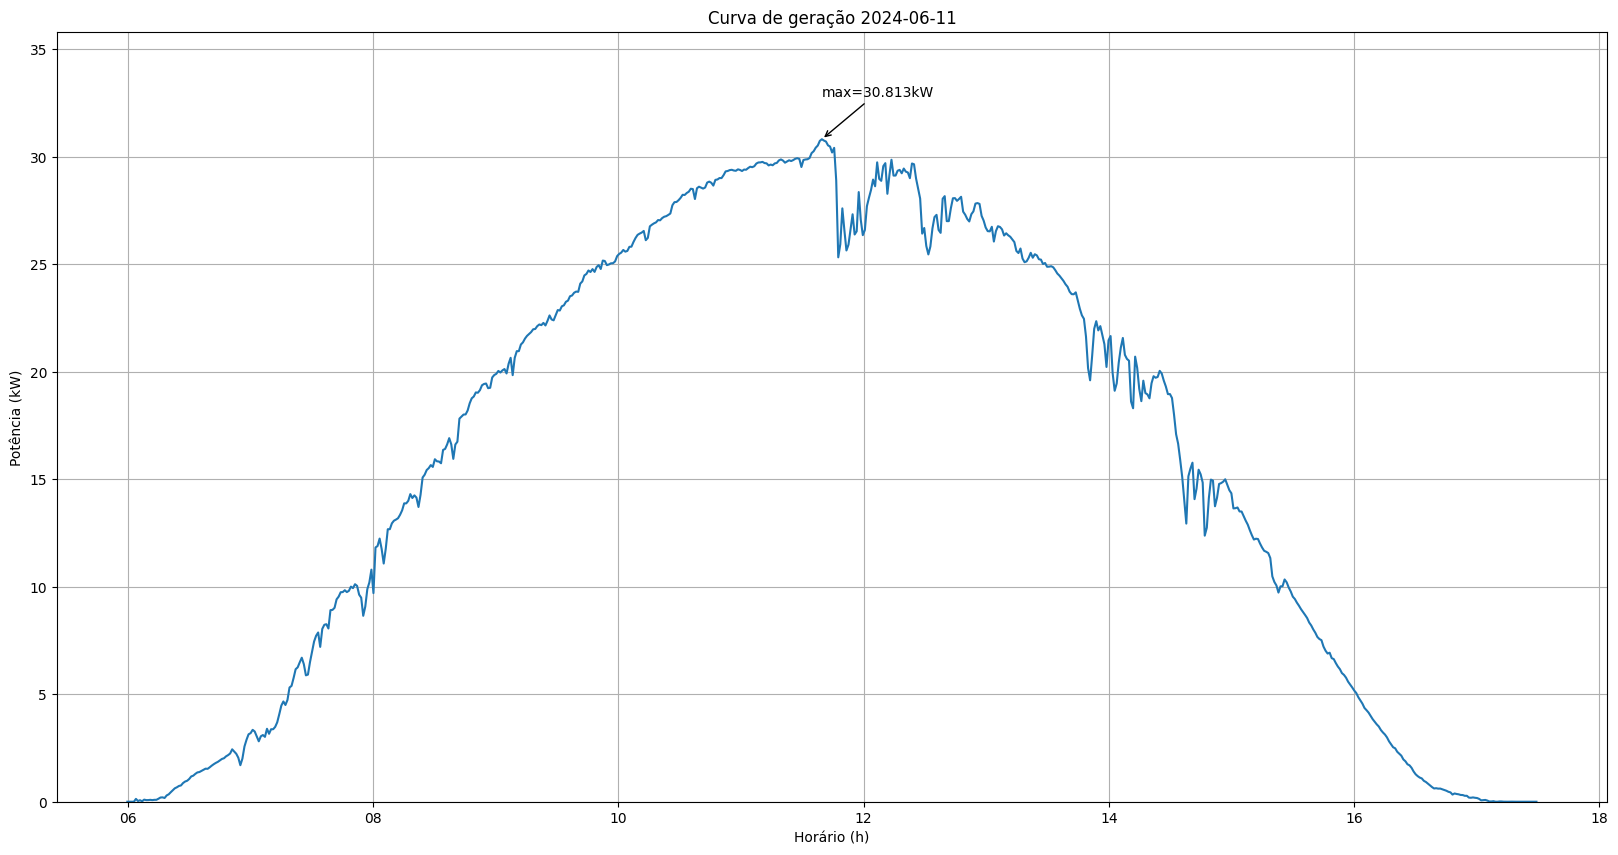 Curva de geração 2024-06-11
max=30.813kW
Potência (kW)
35
30
25
20
15
10
5
0
06 08 10 12 14 16 18
Horário (h)